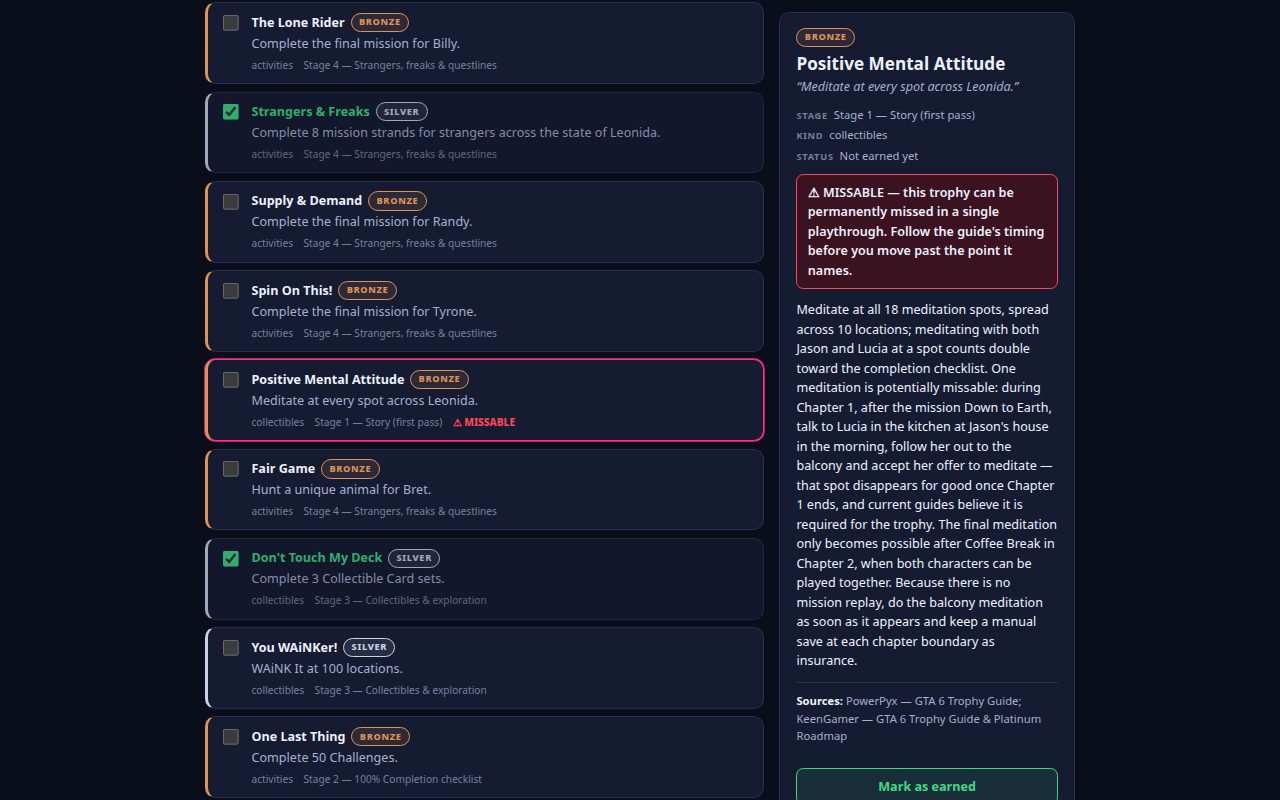 The Lone Rider BRONZE
Complete the final mission for Billy.
activities Stage 4 — Strangers, freaks & questlines
Strangers & Freaks SILVER
Complete 8 mission strands for strangers across the state of Leonida.
activities Stage 4 — Strangers, freaks & questlines
Supply & Demand BRONZE
Complete the final mission for Randy.
activities Stage 4 — Strangers, freaks & questlines
Spin On This! BRONZE
Complete the final mission for Tyrone.
activities Stage 4 — Strangers, freaks & questlines
Positive Mental Attitude BRONZE
Meditate at every spot across Leonida.
collectibles Stage 1 — Story (first pass) ⚠ MISSABLE
Fair Game BRONZE
Hunt a unique animal for Bret.
activities Stage 4 — Strangers, freaks & questlines
Don't Touch My Deck SILVER
Complete 3 Collectible Card sets.
collectibles Stage 3 — Collectibles & exploration
You WAiNKer! SILVER
WAiNK It at 100 locations.
collectibles Stage 3 — Collectibles & exploration
One Last Thing BRONZE
Complete 50 Challenges.
activities Stage 2 — 100% Completion checklist
BRONZE
Positive Mental Attitude
“Meditate at every spot across Leonida.”
STAGE Stage 1 — Story (first pass)
KIND collectibles
STATUS Not earned yet
⚠ MISSABLE — this trophy can be
permanently missed in a single
playthrough. Follow the guide's timing
before you move past the point it
names.
Meditate at all 18 meditation spots, spread
across 10 locations; meditating with both
Jason and Lucia at a spot counts double
toward the completion checklist. One
meditation is potentially missable: during
Chapter 1, after the mission Down to Earth,
talk to Lucia in the kitchen at Jason's house
in the morning, follow her out to the
balcony and accept her offer to meditate —
that spot disappears for good once Chapter
1 ends, and current guides believe it is
required for the trophy. The final meditation
only becomes possible after Coffee Break in
Chapter 2, when both characters can be
played together. Because there is no
mission replay, do the balcony meditation
as soon as it appears and keep a manual
save at each chapter boundary as
insurance.
Sources: PowerPyx — GTA 6 Trophy Guide;
KeenGamer — GTA 6 Trophy Guide & Platinum
Roadmap
Mark as earned